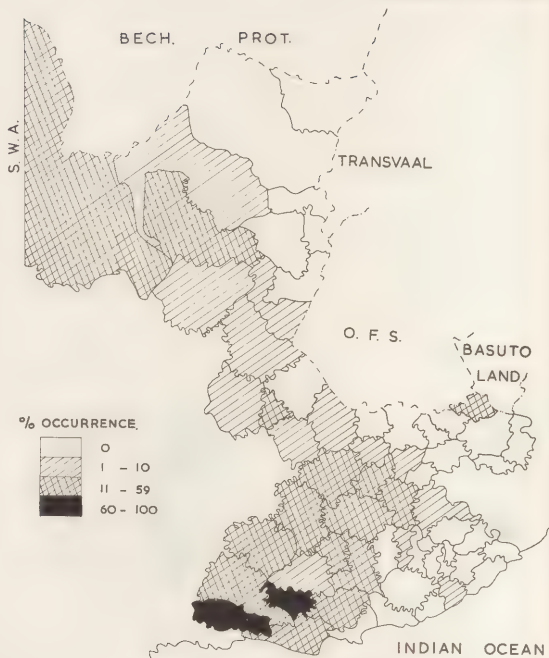 BECH. PROT.
S. W. A.
TRANSVAAL
O. F. S.
BASUTO
LAND
% OCCURRENCE.
0
1 - 10
11 - 59
60 - 100
INDIAN OCEAN